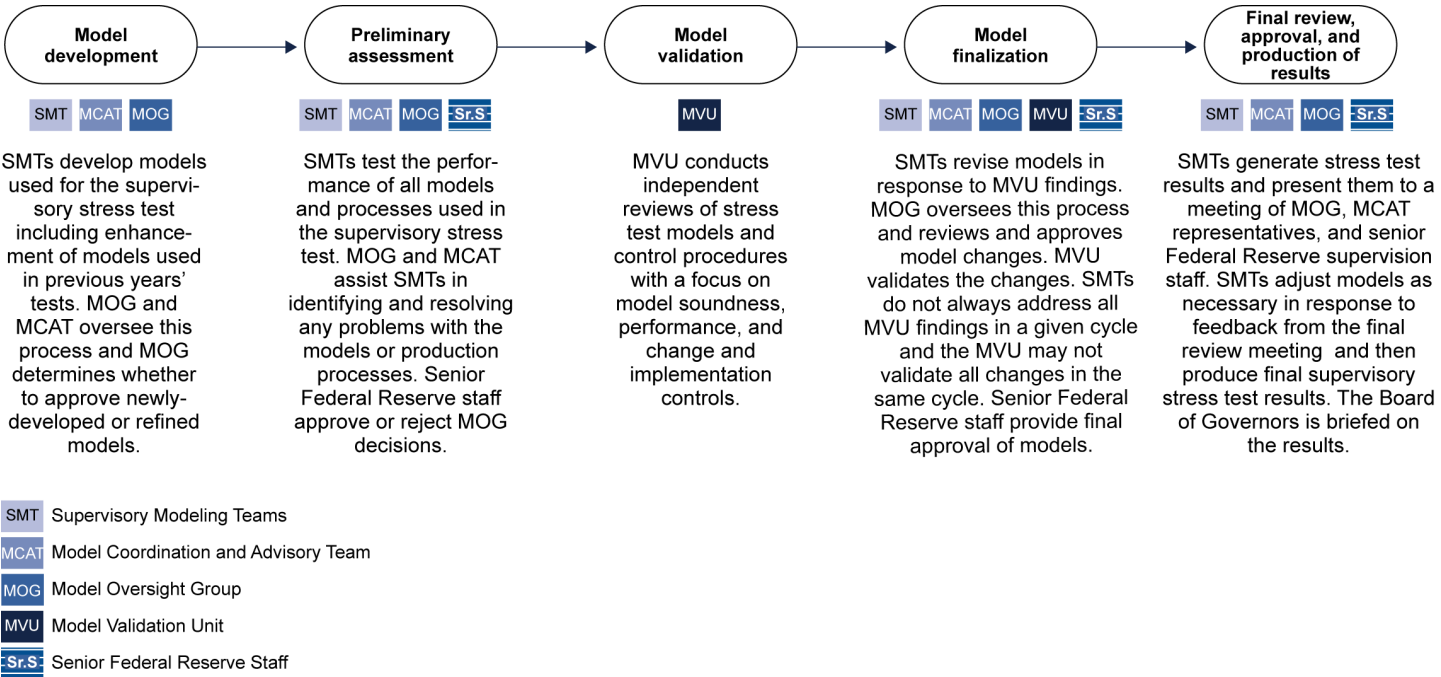 Model
development
Preliminary
assessment
Model
validation
Model
finalization
Final review,
approval, and
production of
results
SMT MCAT MOG
SMT MCAT MOG Sr.S
MVU
SMT MCAT MOG MVU Sr.S
SMT MCAT MOG Sr.S
SMTs develop models
used for the supervi-
sory stress test
including enhance-
ment of models used
in previous years’
tests. MOG and
MCAT oversee this
process and MOG
determines whether
to approve newly-
developed or refined
models.
SMTs test the perfor-
mance of all models
and processes used in
the supervisory stress
test. MOG and MCAT
assist SMTs in
identifying and resolving
any problems with the
models or production
processes. Senior
Federal Reserve staff
approve or reject MOG
decisions.
MVU conducts
independent
reviews of stress
test models and
control procedures
with a focus on
model soundness,
performance, and
change and
implementation
controls.
SMTs revise models in
response to MVU findings.
MOG oversees this process
and reviews and approves
model changes. MVU
validates the changes. SMTs
do not always address all
MVU findings in a given cycle
and the MVU may not
validate all changes in the
same cycle. Senior Federal
Reserve staff provide final
approval of models.
SMTs generate stress test
results and present them to a
meeting of MOG, MCAT
representatives, and senior
Federal Reserve supervision
staff. SMTs adjust models as
necessary in response to
feedback from the final
review meeting and then
produce final supervisory
stress test results. The Board
of Governors is briefed on
the results.
SMT Supervisory Modeling Teams
MCAT Model Coordination and Advisory Team
MOG Model Oversight Group
MVU Model Validation Unit
Sr.S Senior Federal Reserve Staff